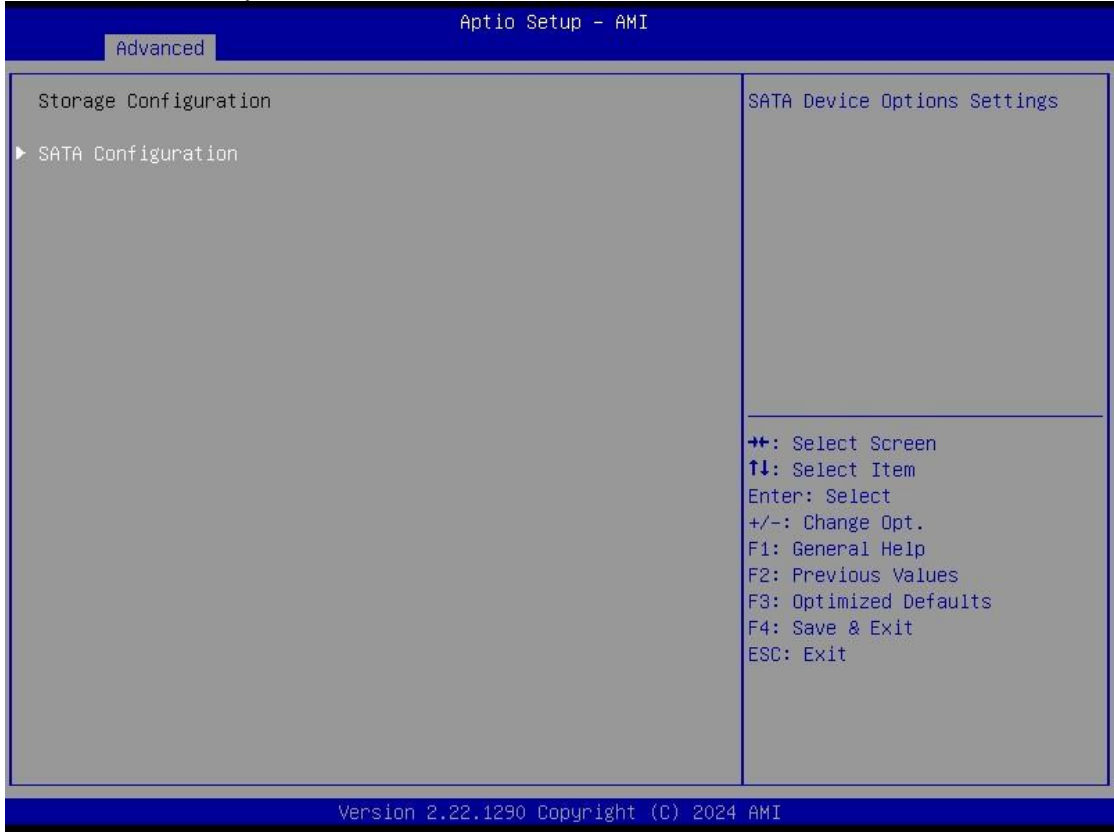 Aptio Setup - AMI
Advanced
Storage Configuration
▶ SATA Configuration
SATA Device Options Settings
→←: Select Screen
↑↓: Select Item
Enter: Select
+/-: Change Opt.
F1: General Help
F2: Previous Values
F3: Optimized Defaults
F4: Save & Exit
ESC: Exit
Version 2.22.1290 Copyright (C) 2024 AMI